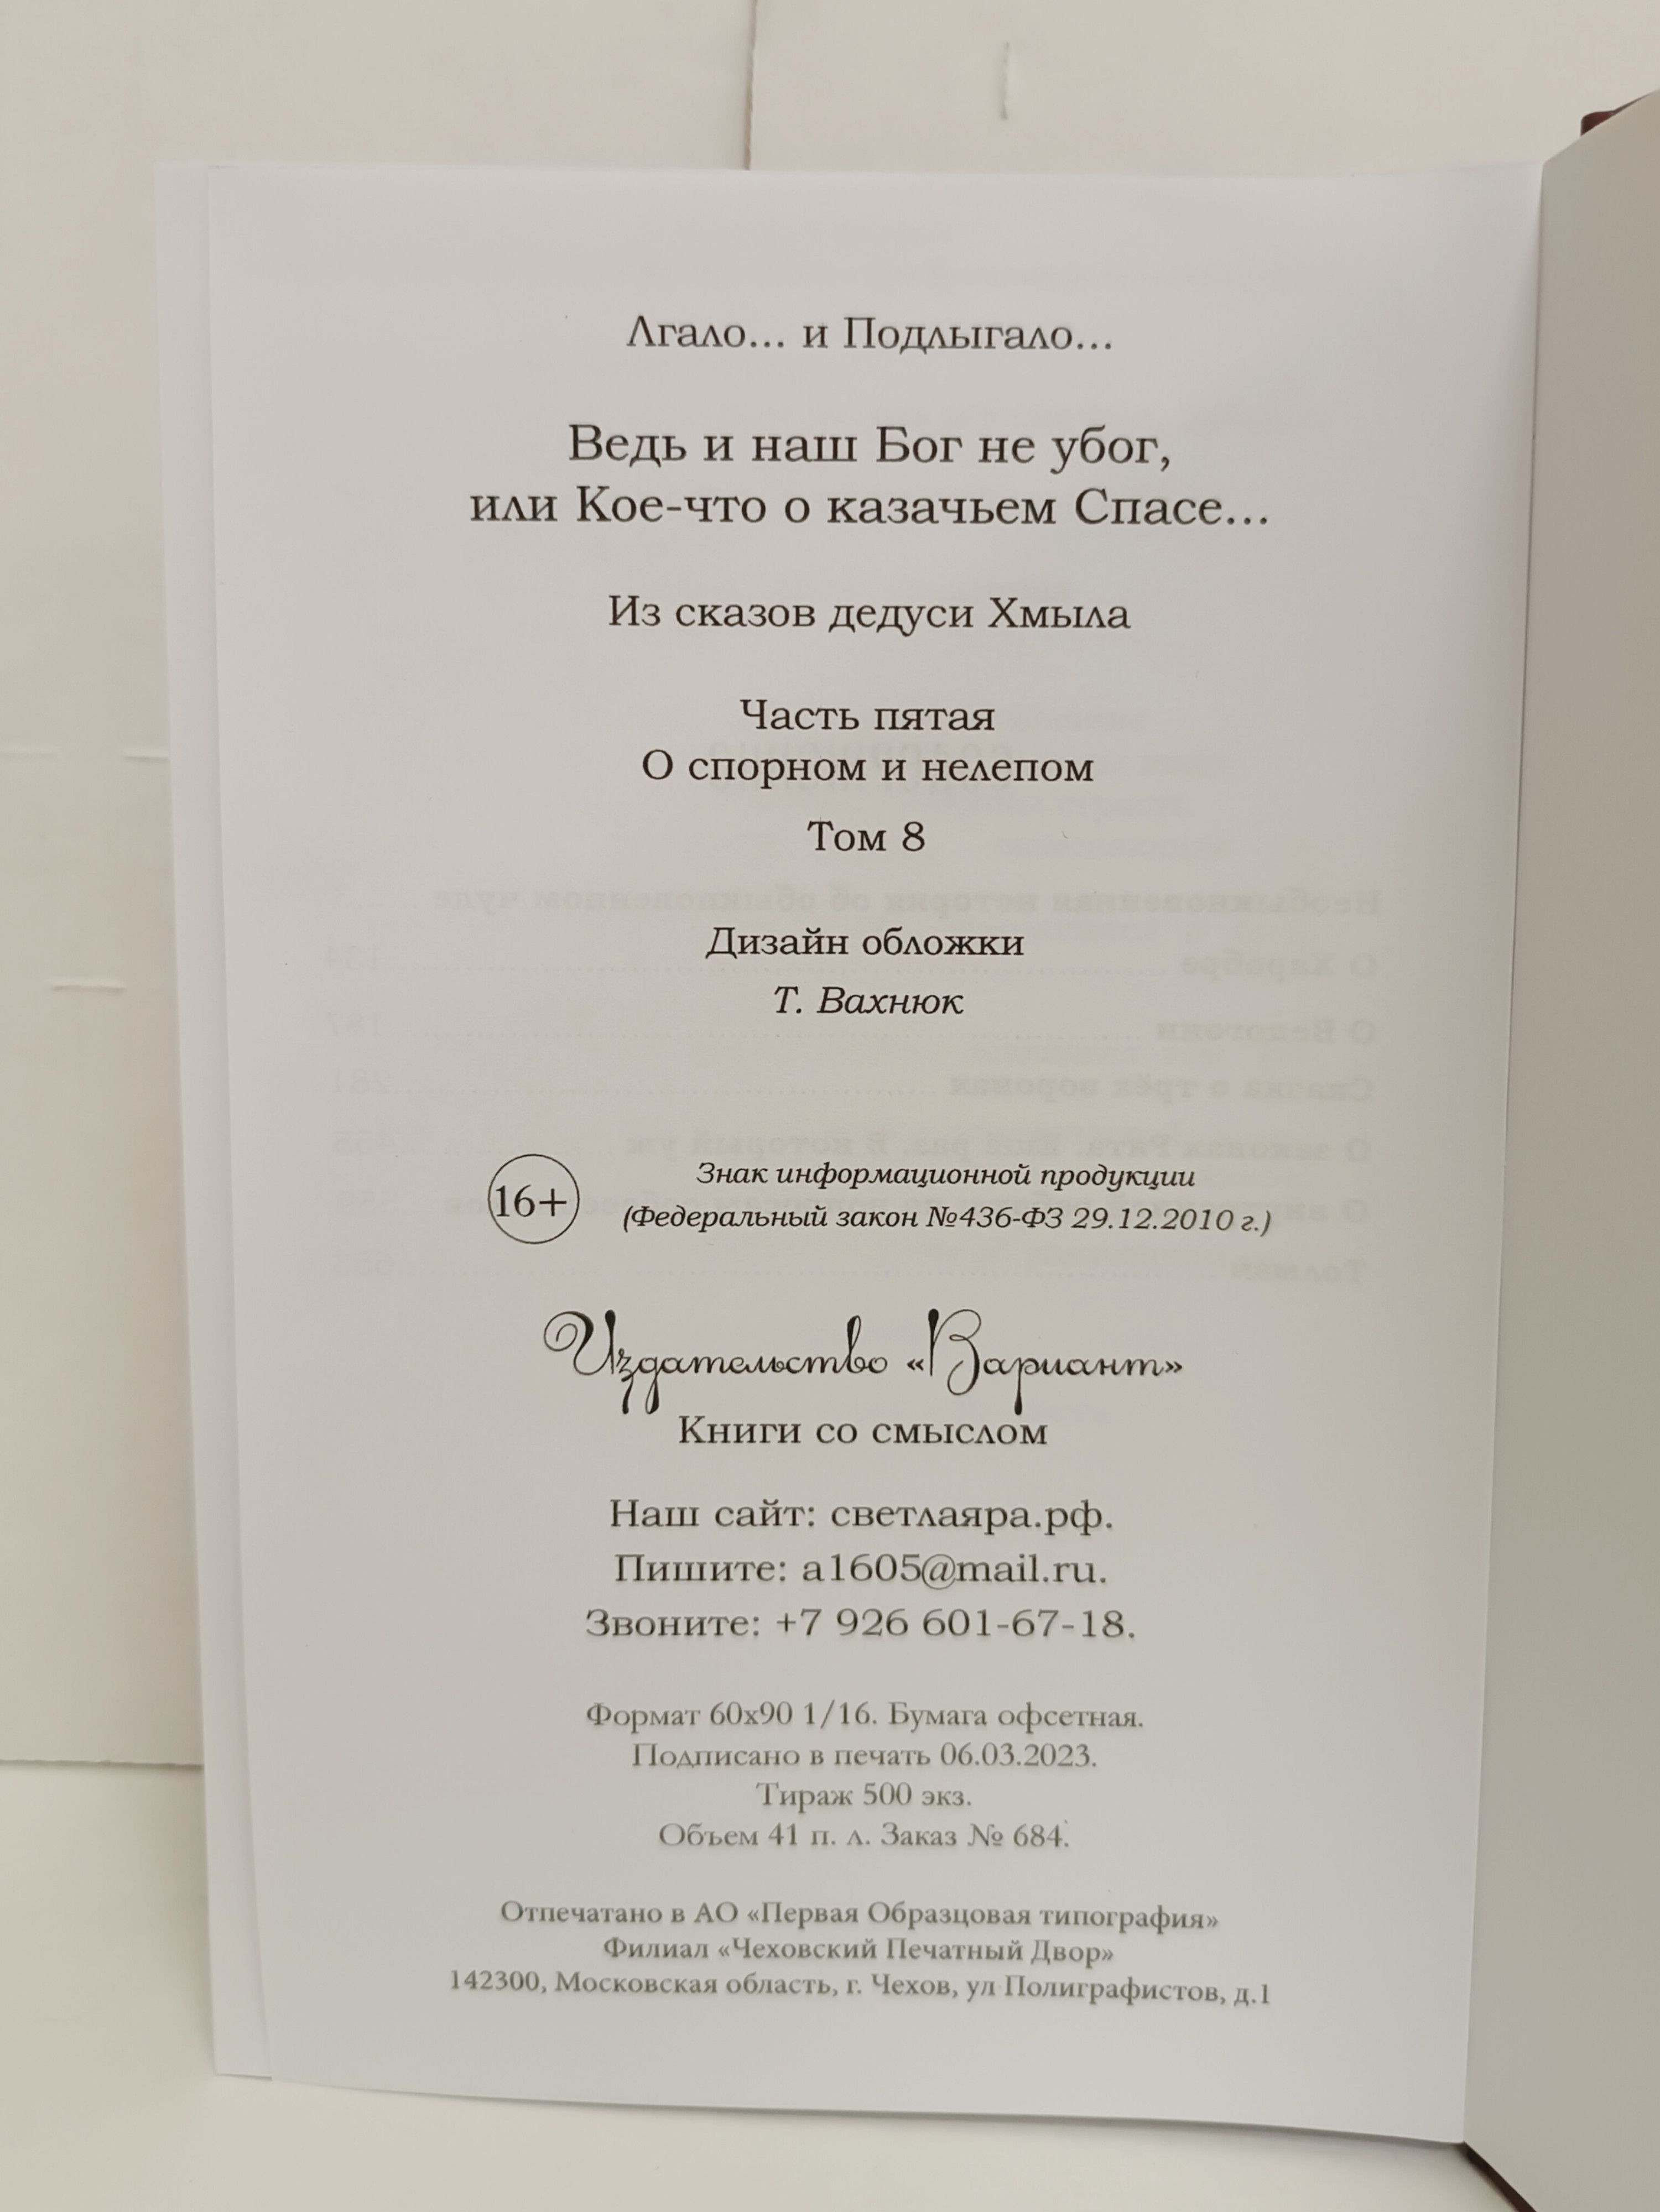 Лгало... и Подлыгало...
Ведь и наш Бог не убог,
или Кое-что о казачьем Спасе...
Из сказов дедуси Хмыла
Часть пятая
О спорном и нелепом
Том 8
Дизайн обложки
Т. Вахнюк
16+
Знак информационной продукции
(Федеральный закон №436-ФЗ 29.12.2010 г.)
Издательство «Вариант»
Книги со смыслом
Наш сайт: светлаяра.рф.
Пишите: a1605@mail.ru.
Звоните: +7 926 601-67-18.
Формат 60х90 1/16. Бумага офсетная.
Подписано в печать 06.03.2023.
Тираж 500 экз.
Объем 41 п. л. Заказ № 684.
Отпечатано в АО «Первая Образцовая типография»
Филиал «Чеховский Печатный Двор»
142300, Московская область, г. Чехов, ул Полиграфистов, д.1